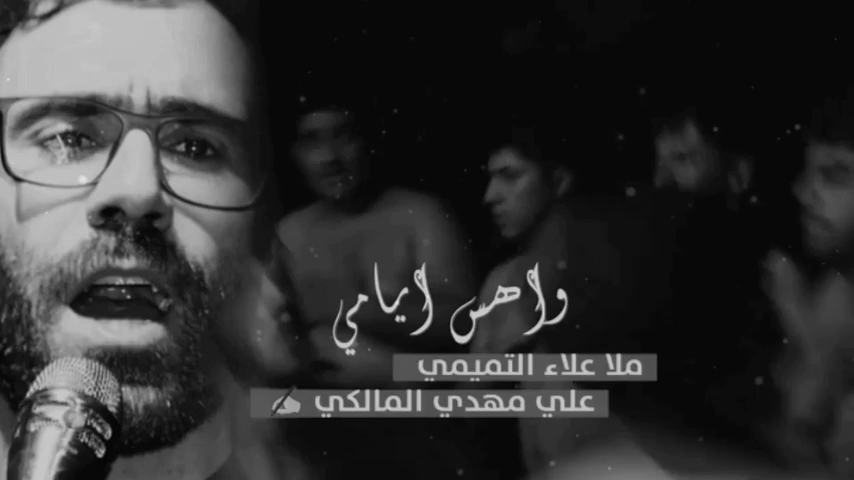 واهس ايامي
ملا علاء التميمي
علي مهدي المالكي ✍